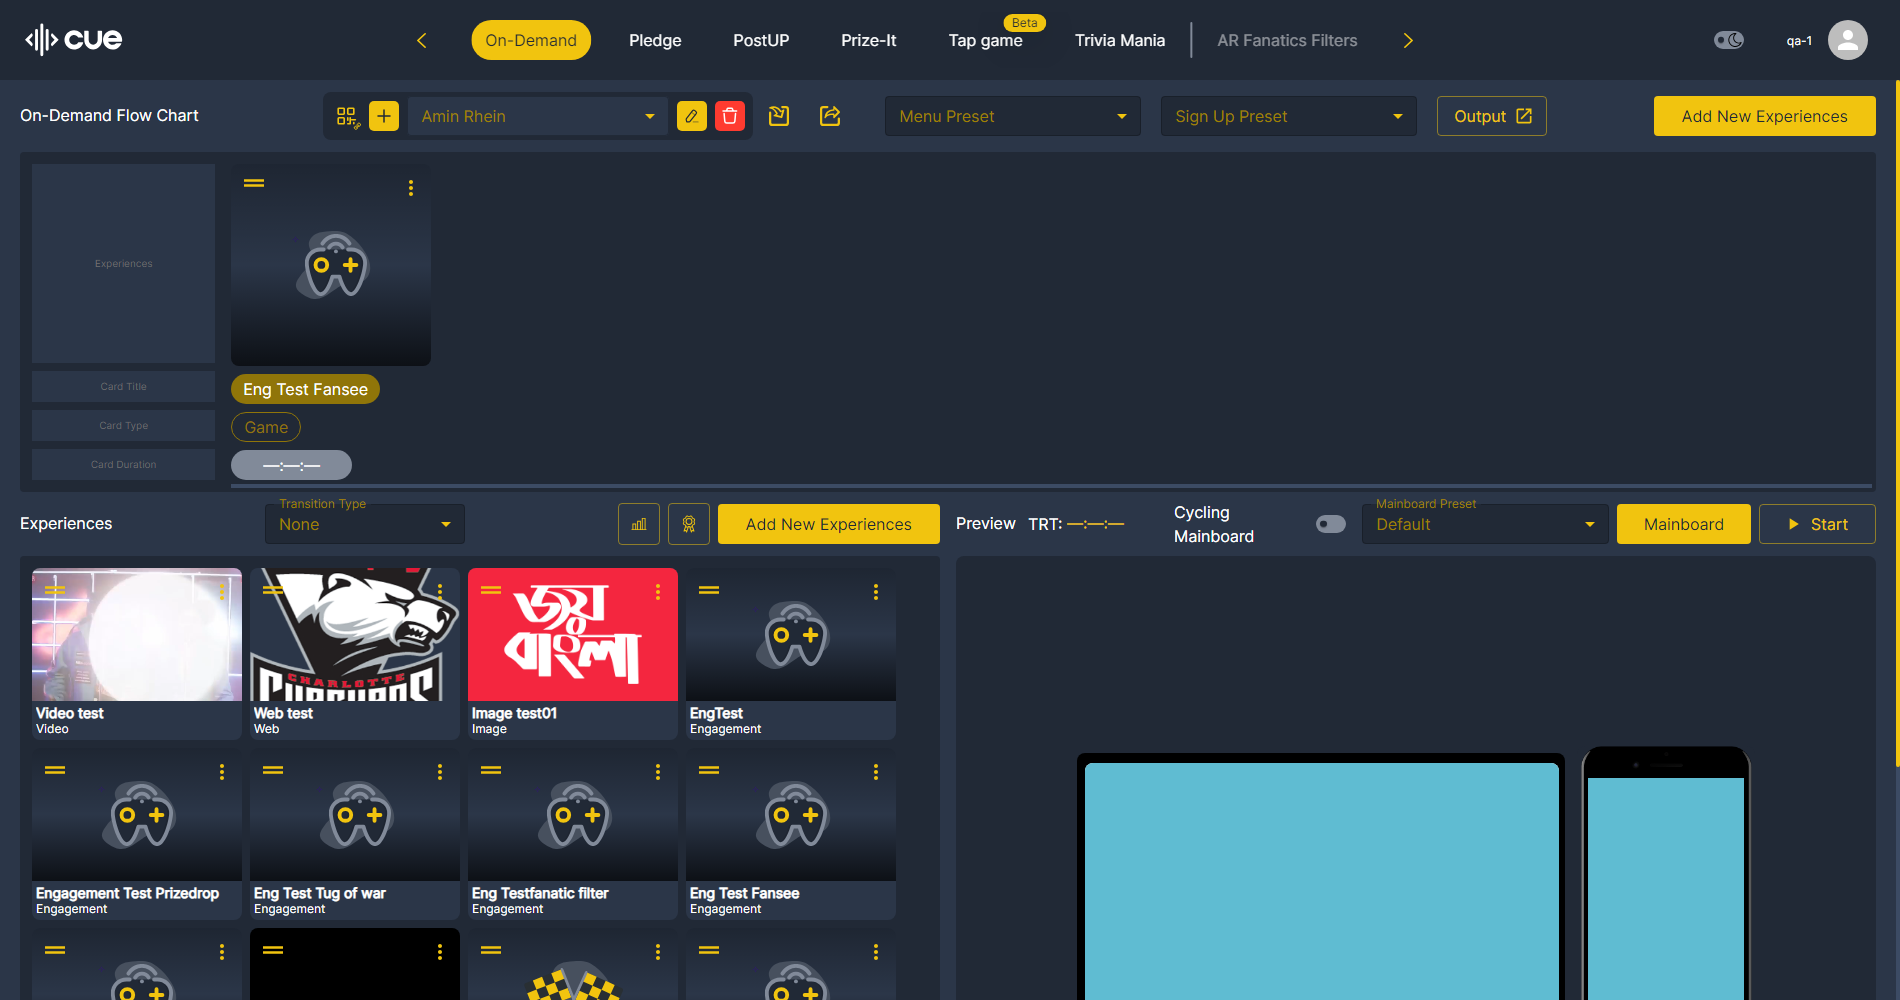 cue
On-Demand
Pledge
PostUP
Prize-It
Tap game
Beta
Trivia Mania
AR Fanatics Filters
qa-1
On-Demand Flow Chart
Amin Rhein
Menu Preset
Sign Up Preset
Output
Add New Experiences
Experiences
Card Title
Card Type
Card Duration
Eng Test Fansee
Game
—:—:—
Experiences
Transition Type
None
Add New Experiences
Preview
TRT: —:—:—
Cycling
Mainboard
Mainboard Preset
Default
Mainboard
Start
Video test
Video
CHARLOTTE
Web test
Web
জয়
বাংলা
Image test01
Image
EngTest
Engagement
Engagement Test Prizedrop
Engagement
Eng Test Tug of war
Engagement
Eng Testfanatic filter
Engagement
Eng Test Fansee
Engagement